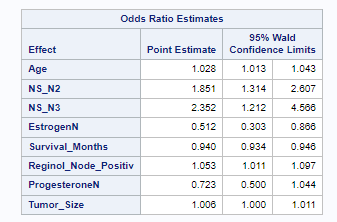 Odds Ratio Estimates
Effect Point Estimate 95% Wald Confidence Limits
Age 1.028 1.013 1.043
NS_N2 1.851 1.314 2.607
NS_N3 2.352 1.212 4.566
EstrogenN 0.512 0.303 0.866
Survival_Months 0.940 0.934 0.946
Reginol_Node_Positiv 1.053 1.011 1.097
ProgesteroneN 0.723 0.500 1.044
Tumor_Size 1.006 1.000 1.011